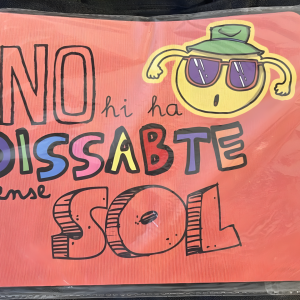 NO hi ha
DISSABTE
sense
SOL